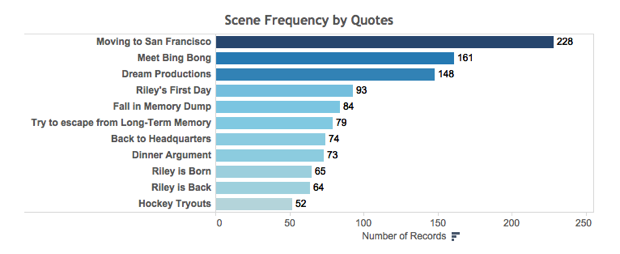 Scene Frequency by Quotes
Moving to San Francisco 228
Meet Bing Bong 161
Dream Productions 148
Riley's First Day 93
Fall in Memory Dump 84
Try to escape from Long-Term Memory 79
Back to Headquarters 74
Dinner Argument 73
Riley is Born 65
Riley is Back 64
Hockey Tryouts 52
0 50 100 150 200 250
Number of Records